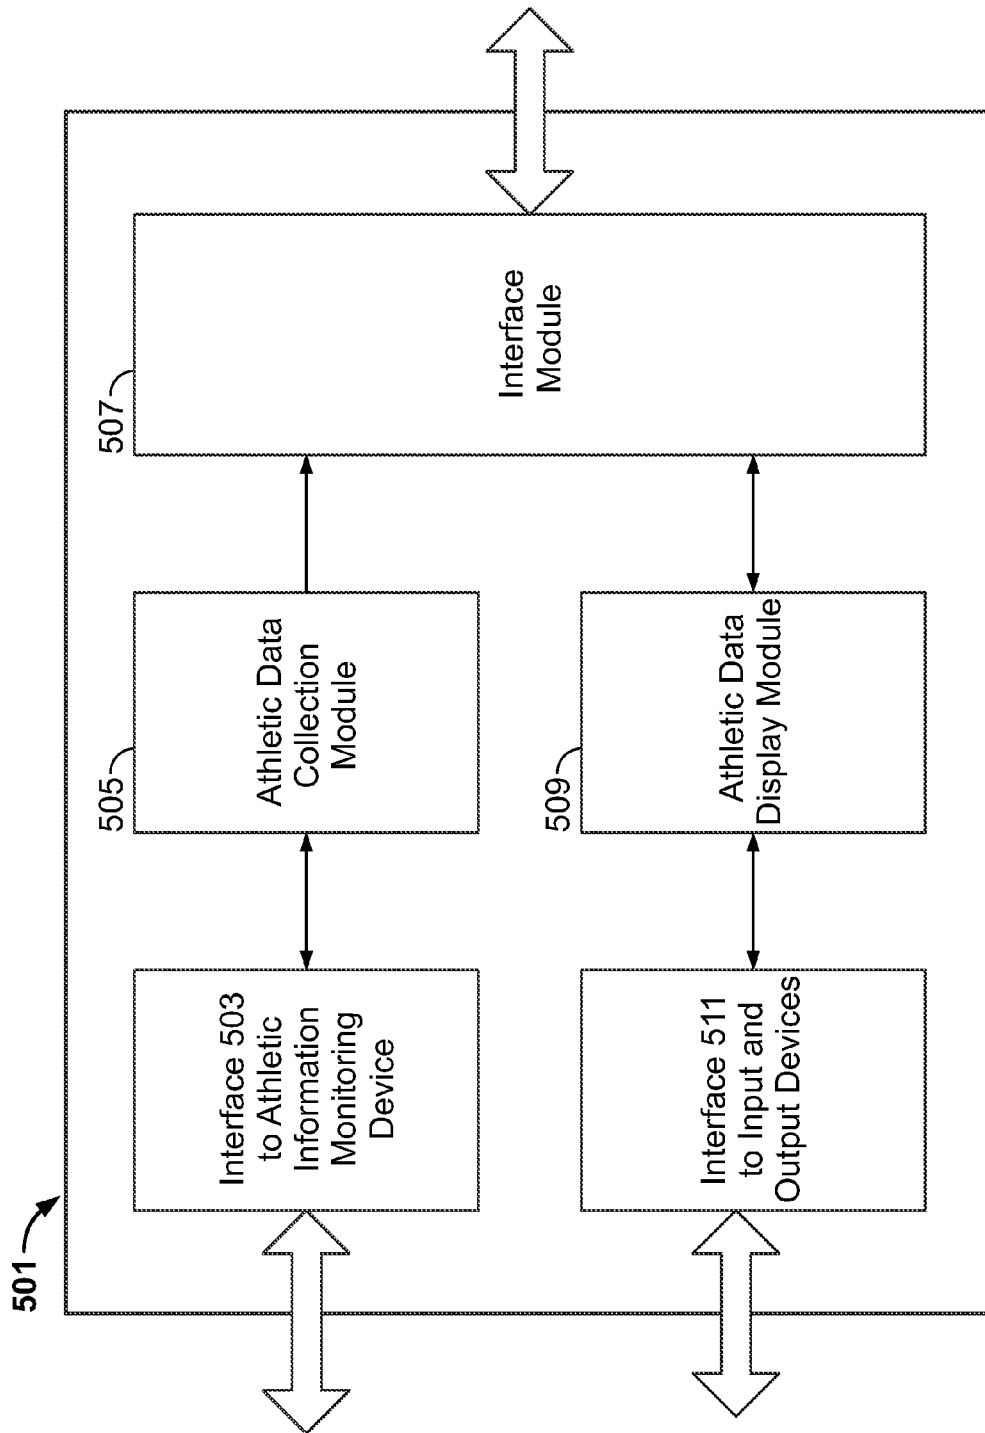 501
Interface 503
to Athletic
Information
Monitoring
Device
505
Athletic Data
Collection
Module
507
Interface
Module
Interface 511
to Input and
Output Devices
509
Athletic Data
Display Module